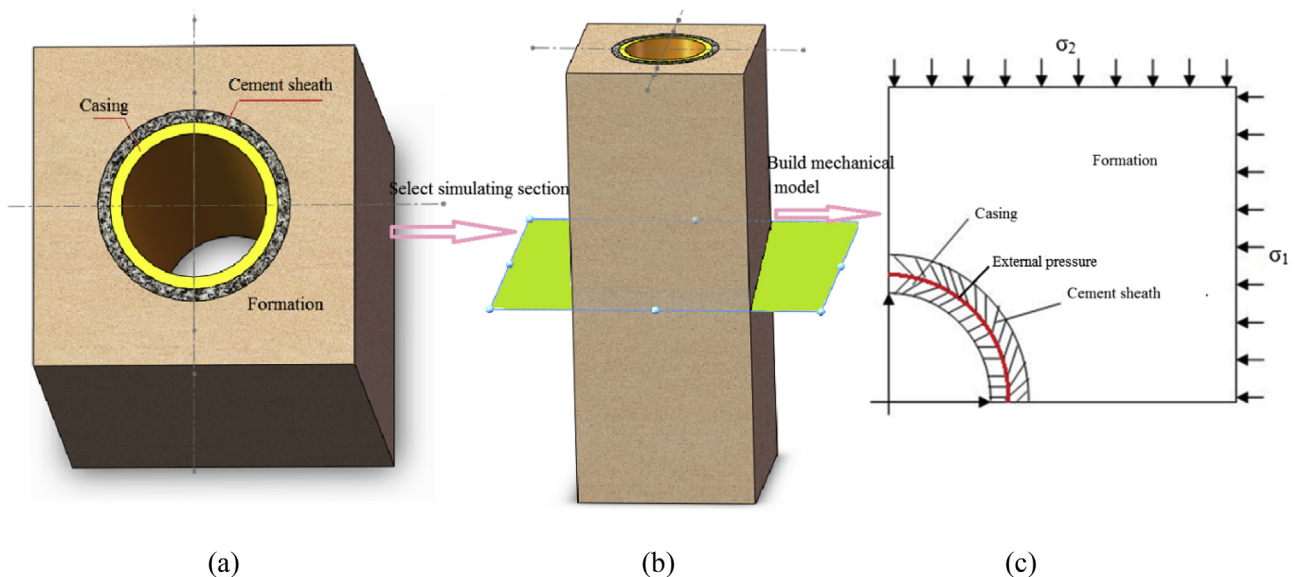 Cement sheath
Casing
Formation
Select simulating section
Build mechanical
model
σ2
Formation
Casing
External pressure
Cement sheath
σ1
(a)
(b)
(c)